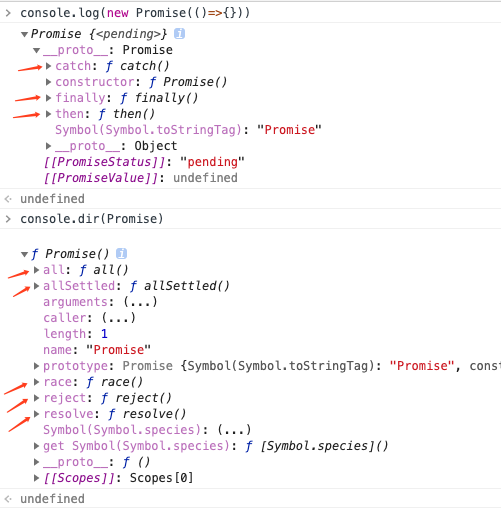 > console.log(new Promise(()=>{}))
▼Promise {<pending>} i
▼__proto__: Promise
▶catch: ƒ catch()
▶constructor: ƒ Promise()
▶finally: ƒ finally()
▶then: ƒ then()
Symbol(Symbol.toStringTag): "Promise"
▶__proto__: Object
[[PromiseStatus]]: "pending"
[[PromiseValue]]: undefined
undefined
> console.dir(Promise)
▼ƒ Promise() i
▶all: ƒ all()
▶allSettled: ƒ allSettled()
arguments: (...)
caller: (...)
length: 1
name: "Promise"
▶prototype: Promise {Symbol(Symbol.toStringTag): "Promise", const
▶race: ƒ race()
▶reject: ƒ reject()
▶resolve: ƒ resolve()
Symbol(Symbol.species): (...)
▶get Symbol(Symbol.species): ƒ [Symbol.species]()
▶__proto__: ƒ ()
▶[[Scopes]]: Scopes[0]
undefined